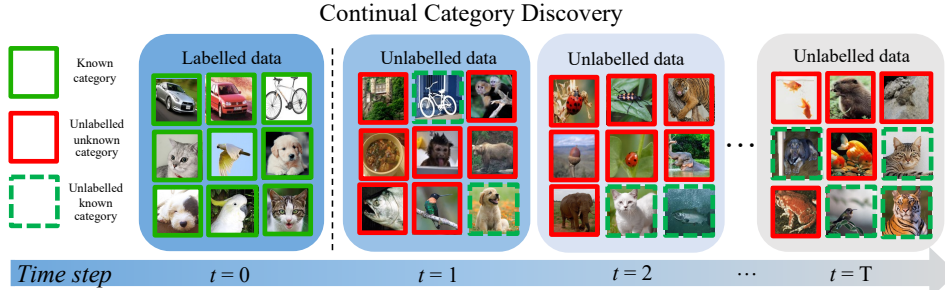 Continual Category Discovery
Known
category
Unlabelled
unknown
category
Unlabelled
known
category
Labelled data
Unlabelled data
Unlabelled data
...
Unlabelled data
Time step
t = 0
t = 1
t = 2
...
t = T